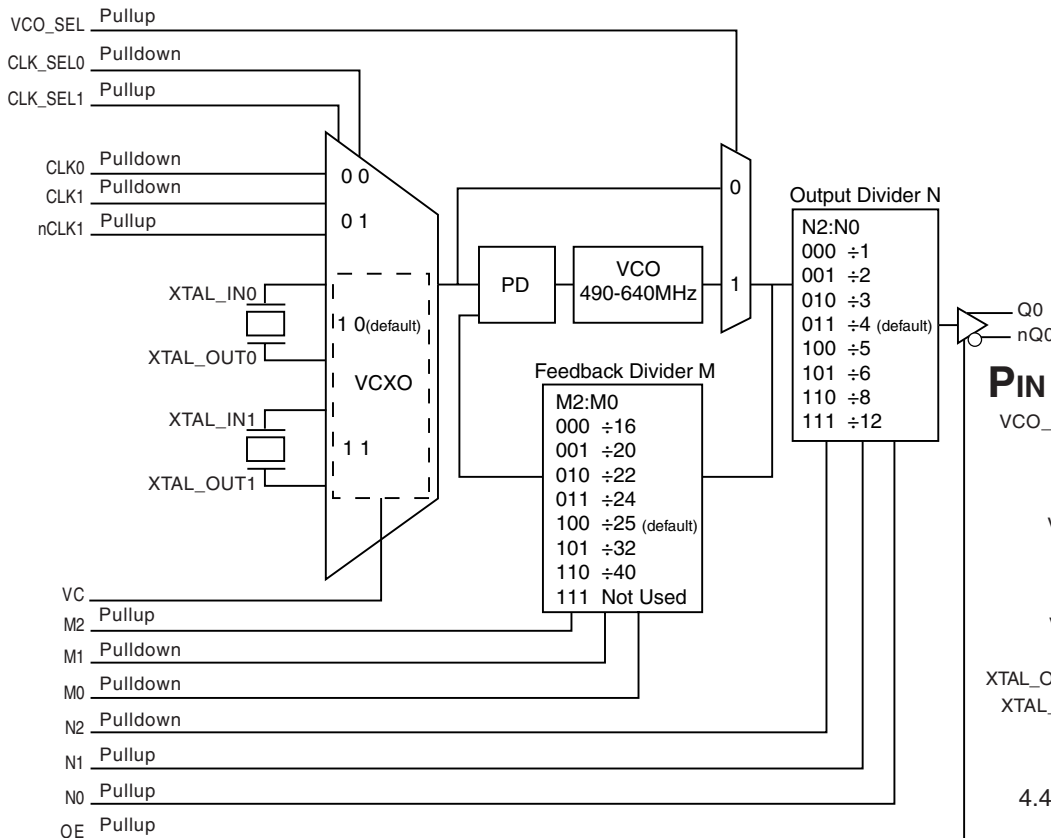 VCO_SEL Pullup
CLK_SEL0 Pulldown
CLK_SEL1 Pullup
CLK0 Pulldown
CLK1 Pulldown
nCLK1 Pullup
0 0
0 1
XTAL_IN0
XTAL_OUT0
1 0(default)
VCXO
XTAL_IN1
XTAL_OUT1
1 1
PD
VCO
490-640MHz
0
1
Output Divider N
N2:N0
000 ÷1
001 ÷2
010 ÷3
011 ÷4 (default)
100 ÷5
101 ÷6
110 ÷8
111 ÷12
Q0
nQ0
Feedback Divider M
M2:M0
000 ÷16
001 ÷20
010 ÷22
011 ÷24
100 ÷25 (default)
101 ÷32
110 ÷40
111 Not Used
VC
M2 Pullup
M1 Pulldown
M0 Pulldown
N2 Pulldown
N1 Pullup
N0 Pullup
OE Pullup
PIN
VCO_
XTAL_O
XTAL_
4.4